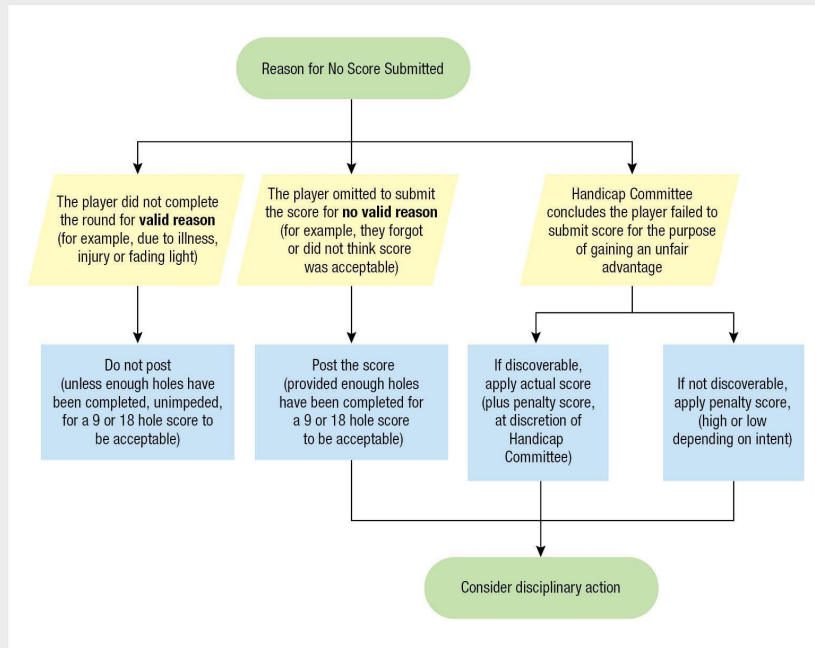 Reason for No Score Submitted
The player did not complete
the round for valid reason
(for example, due to illness,
injury or fading light)
The player omitted to submit
the score for no valid reason
(for example, they forgot
or did not think score
was acceptable)
Handicap Committee
concludes the player failed to
submit score for the purpose
of gaining an unfair
advantage
Do not post
(unless enough holes have
been completed, unimpeded,
for a 9 or 18 hole score to
be acceptable)
Post the score
(provided enough holes
have been completed for
a 9 or 18 hole score
to be acceptable)
If discoverable,
apply actual score
(plus penalty score,
at discretion of
Handicap
Committee)
If not discoverable,
apply penalty score,
(high or low
depending on intent)
Consider disciplinary action